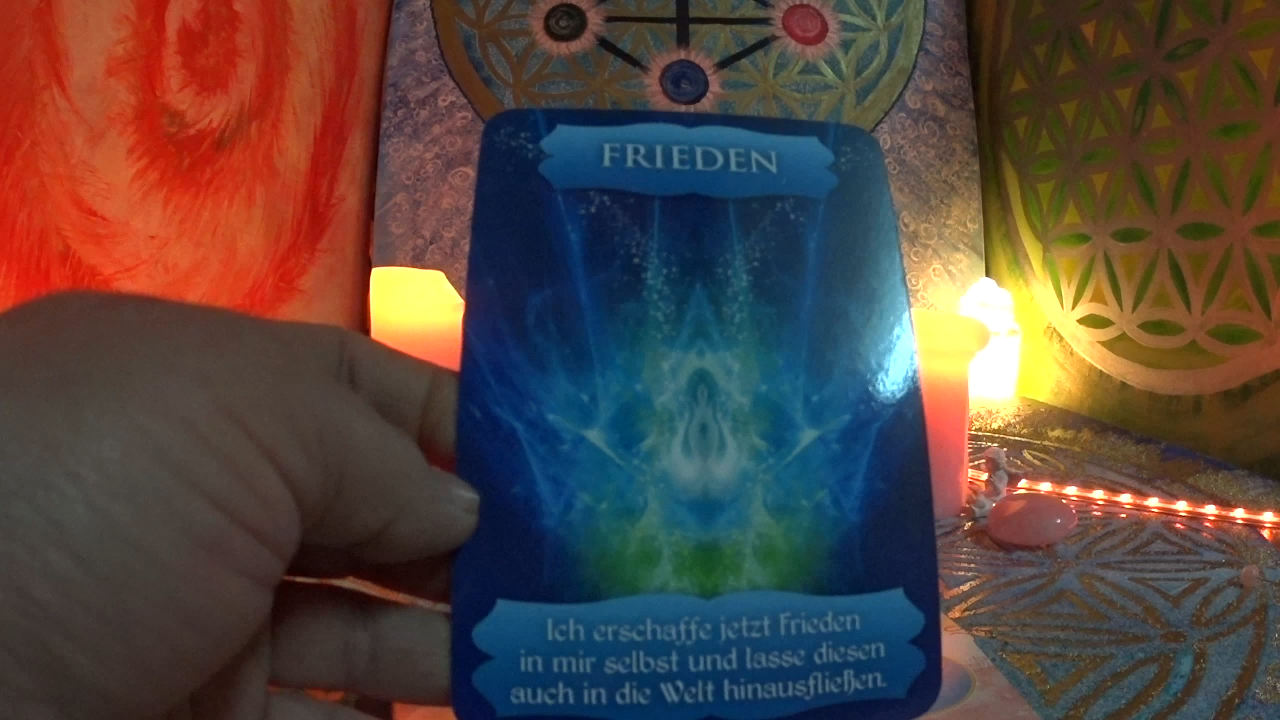 FRIEDEN
Ich erschaffe jetzt Frieden
in mir selbst und lasse diesen
auch in die Welt hinausfließen.